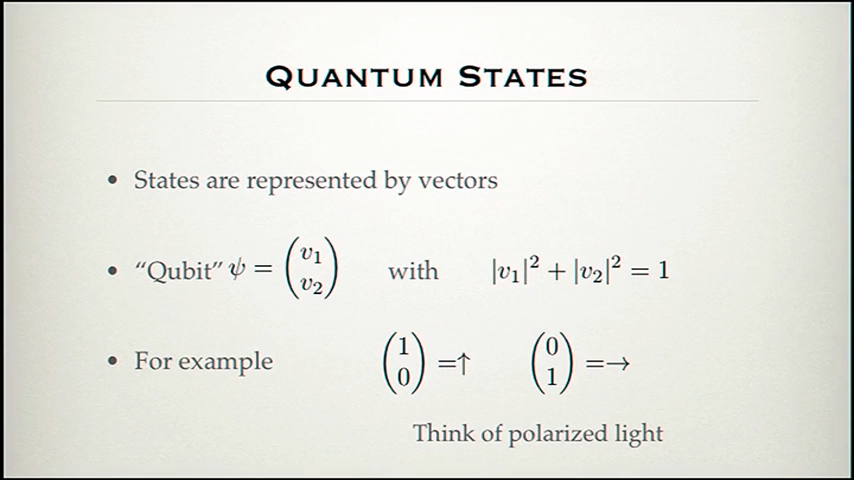 QUANTUM STATES
• States are represented by vectors
• "Qubit" ψ = (v₁ v₂) with |v₁|² + |v₂|² = 1
• For example (1 0) =↑ (0 1) =→
Think of polarized light